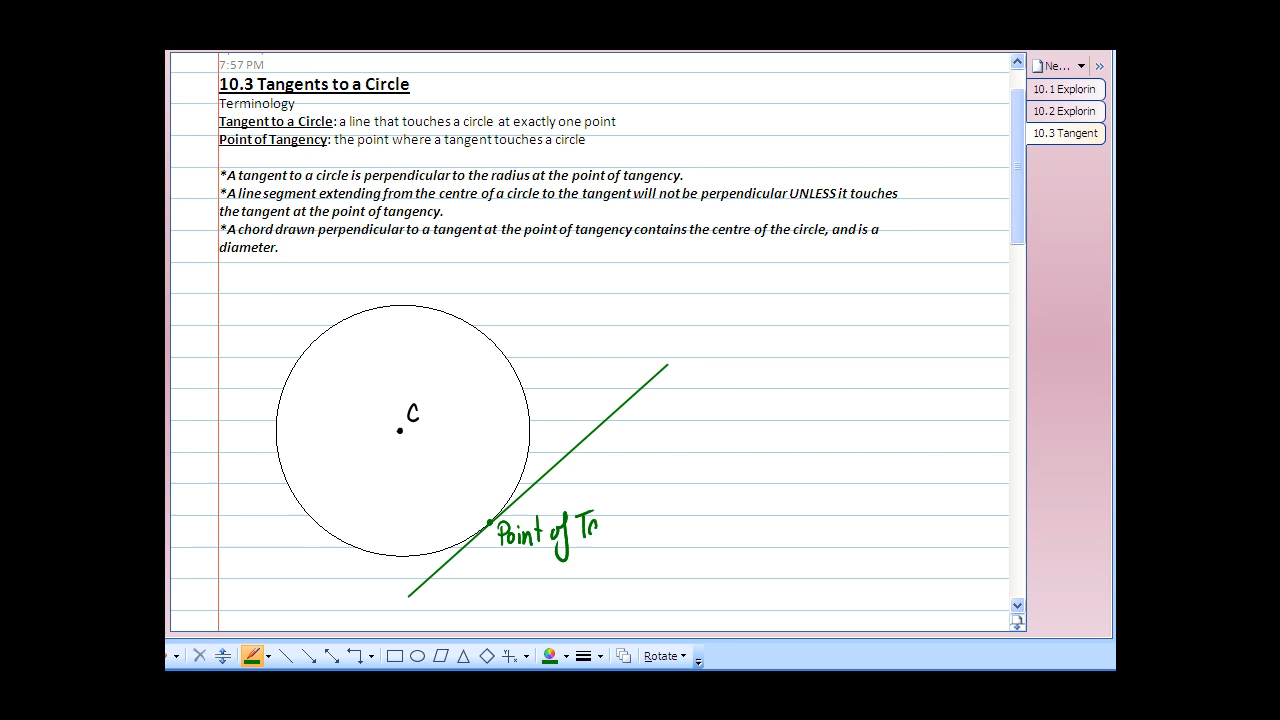 7:57 PM
Ne...
10.3 Tangents to a Circle
10.1 Explorin
Terminology
10.2 Explorin
Tangent to a Circle: a line that touches a circle at exactly one point
10.3 Tangent
Point of Tangency: the point where a tangent touches a circle
*A tangent to a circle is perpendicular to the radius at the point of tangency.
*A line segment extending from the centre of a circle to the tangent will not be perpendicular UNLESS it touches
the tangent at the point of tangency.
*A chord drawn perpendicular to a tangent at the point of tangency contains the centre of the circle, and is a
diameter.
C
Point of
Rotate